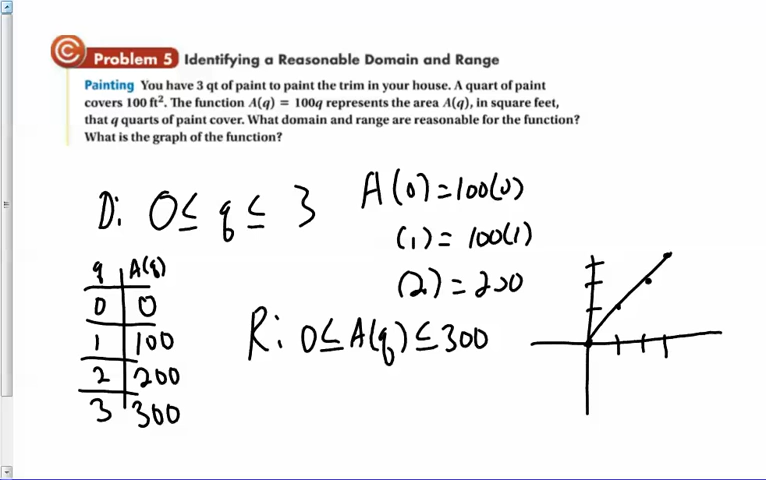 C Problem 5 Identifying a Reasonable Domain and Range
Painting You have 3 qt of paint to paint the trim in your house. A quart of paint
covers 100 ft². The function A(q) = 100q represents the area A(q), in square feet,
that q quarts of paint cover. What domain and range are reasonable for the function?
What is the graph of the function?
D: 0 ≤ q ≤ 3
A(0) = 100(0)
(1) = 100(1)
(2) = 200
q A(q)
0 0
1 100
2 200
3 300
R: 0 ≤ A(q) ≤ 300